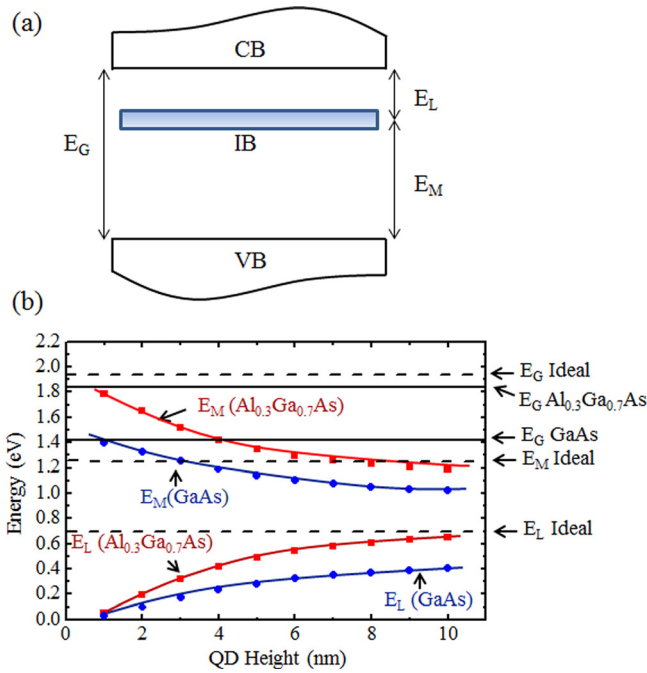 (a)
CB
E_L
E_G
IB
E_M
VB
(b)
2.2
2.0
1.8
1.6
1.4
1.2
1.0
0.8
0.6
0.4
0.2
0.0
Energy (eV)
E_M (Al0.3Ga0.7As)
E_M(GaAs)
E_L (Al0.3Ga0.7As)
E_L (GaAs)
E_G Ideal
E_G Al0.3Ga0.7As
E_G GaAs
E_M Ideal
E_L Ideal
0 2 4 6 8 10
QD Height (nm)